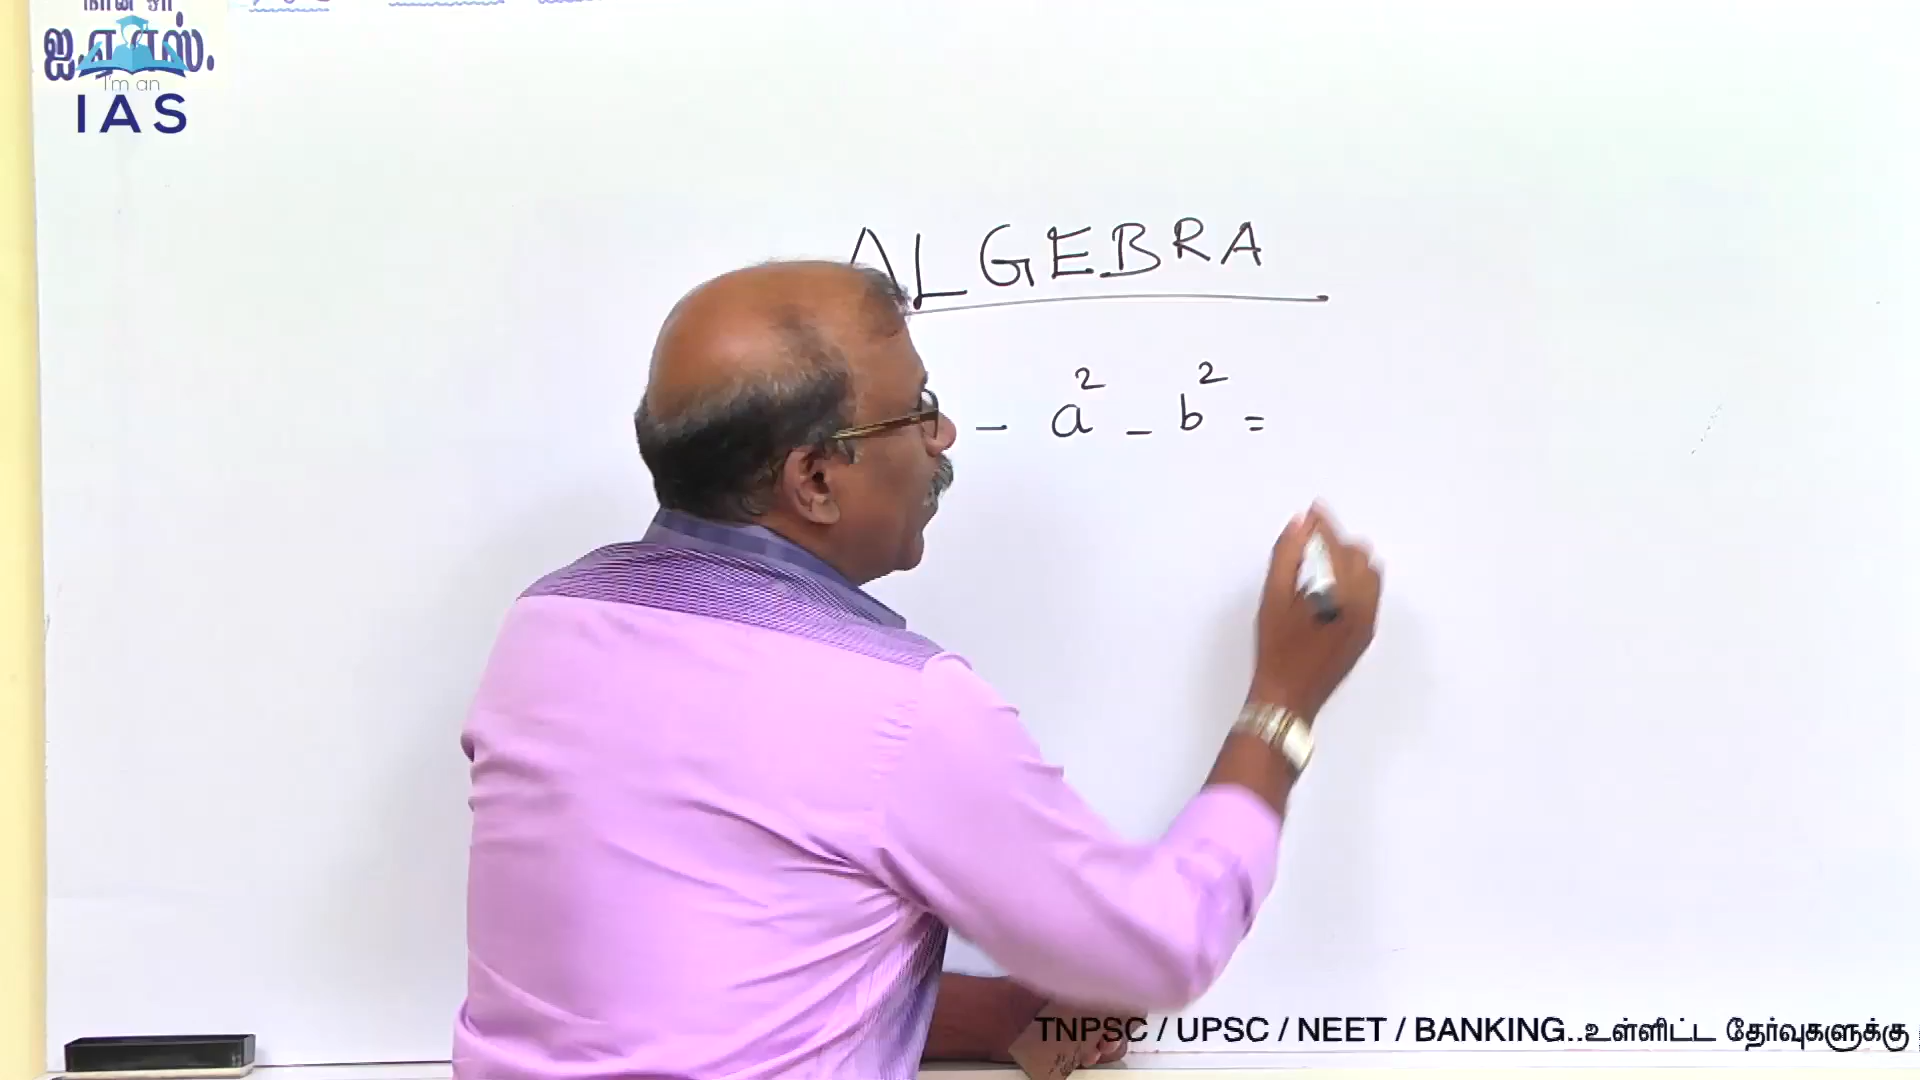 ஐ.ஏ.எஸ்.
I'm an
IAS
ALGEBRA
- a² - b² =
TNPSC / UPSC / NEET / BANKING..உள்ளிட்ட தேர்வுகளுக்கு